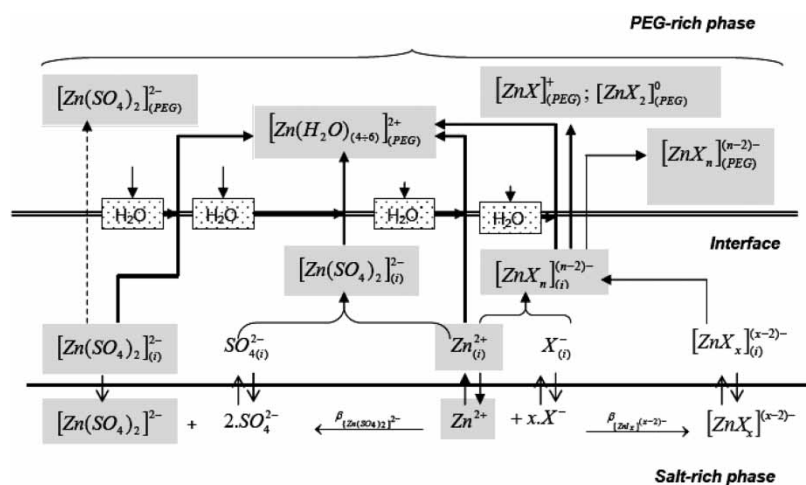 PEG-rich phase
[Zn(SO₄)₂]²⁻₍PEG₎
[Zn(H₂O)₍₄÷₆₎]²⁺₍PEG₎
[ZnX]⁺₍PEG₎ ; [ZnX₂]⁰₍PEG₎
[ZnXₙ]⁽ⁿ⁻²⁾⁻₍PEG₎
H₂O H₂O H₂O H₂O
Interface
[Zn(SO₄)₂]²⁻₍ᵢ₎ [ZnXₙ]⁽ⁿ⁻²⁾⁻₍ᵢ₎
[Zn(SO₄)₂]²⁻₍ᵢ₎ SO₄²⁻₍ᵢ₎ Zn²⁺₍ᵢ₎ X⁻₍ᵢ₎ [ZnXₓ]⁽ˣ⁻²⁾⁻₍ᵢ₎
[Zn(SO₄)₂]²⁻ + 2.SO₄²⁻ β[Zn(SO₄)₂]²⁻ Zn²⁺ + x.X⁻ β[ZnIₓ]⁽ˣ⁻²⁾⁻ [ZnXₓ]⁽ˣ⁻²⁾⁻
Salt-rich phase